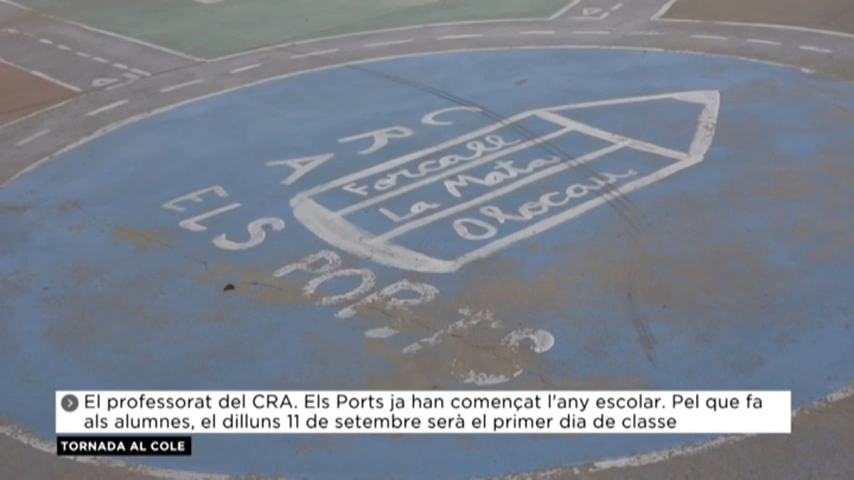 CRA
ELS PORTS
Forcall
La Mata
Olocau
El professorat del CRA. Els Ports ja han començat l'any escolar. Pel que fa
als alumnes, el dilluns 11 de setembre serà el primer dia de classe
TORNADA AL COLE